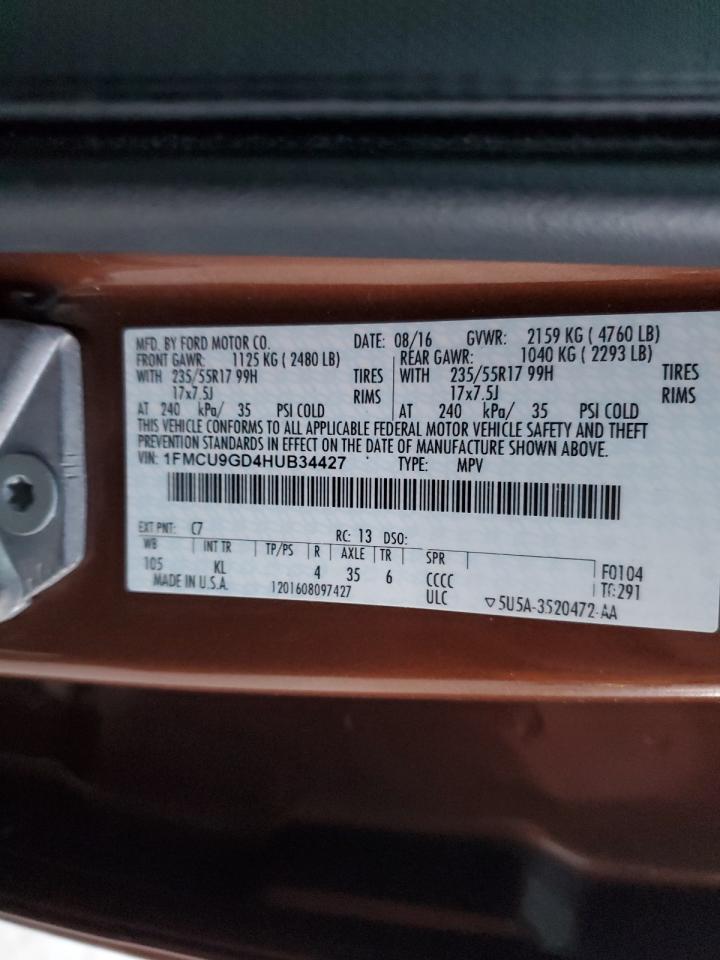 MFD. BY FORD MOTOR CO. DATE: 08/16 GVWR: 2159 KG ( 4760 LB)
FRONT GAWR: 1125 KG ( 2480 LB) REAR GAWR: 1040 KG ( 2293 LB)
WITH 235/55R17 99H TIRES WITH 235/55R17 99H TIRES
17x7.5J RIMS 17x7.5J RIMS
AT 240 kPa/ 35 PSI COLD AT 240 kPa/ 35 PSI COLD
THIS VEHICLE CONFORMS TO ALL APPLICABLE FEDERAL MOTOR VEHICLE SAFETY AND THEFT
PREVENTION STANDARDS IN EFFECT ON THE DATE OF MANUFACTURE SHOWN ABOVE.
VIN: 1FMCU9GD4HUB34427 TYPE: MPV
EXT PNT: C7 RC: 13 DSO:
WB INT TR TP/PS R AXLE TR SPR
105 KL 4 35 6 CCCC F0104
MADE IN U.S.A. 1201608097427 ULC ▽5U5A-3520472-AA TC:291